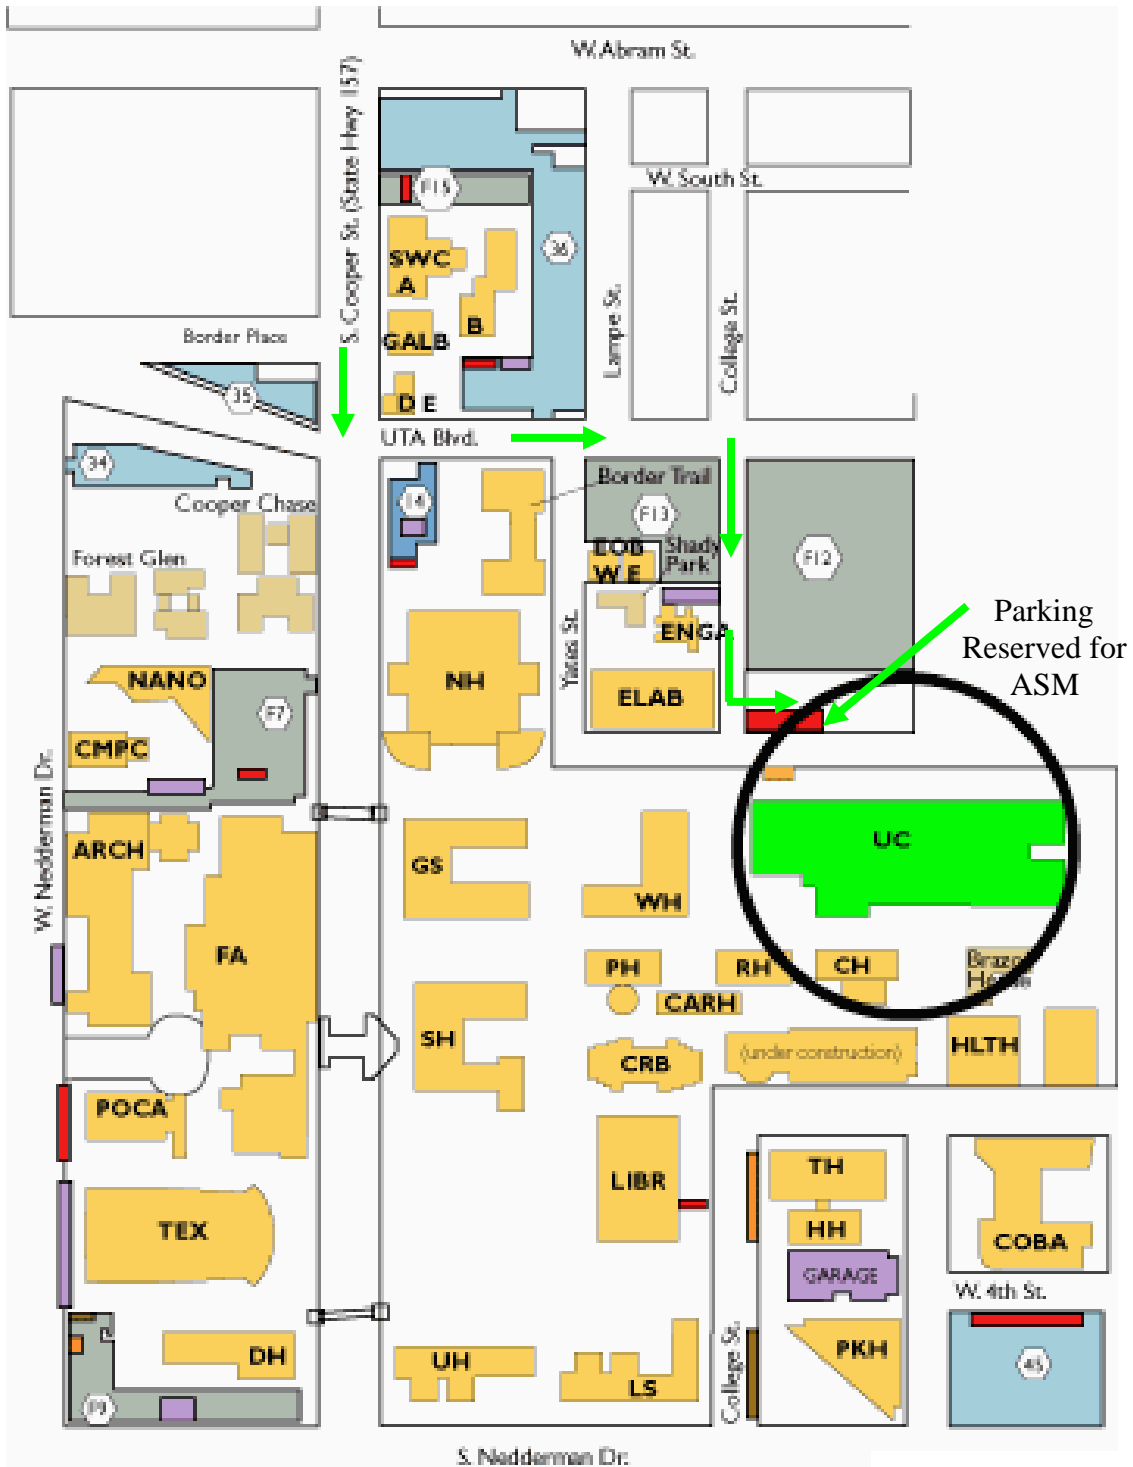 W. Abram St.
S. Cooper St. (State Hwy 157)
F15
W. South St.
36
SWC
A
B
GALB
Lampe St.
College St.
Border Place
35
D E
UTA Blvd.
34
Border Trail
14
Cooper Chase
F13
Forest Glen
EOB
Shady
Park
W E
F12
Parking
Reserved for
ASM
ENGA
Yates St.
NANO
NH
ELAB
F7
CMPC
W. Nedderman Dr.
ARCH
GS
UC
WH
FA
PH
RH
CH
Brazos
House
CARH
SH
CRB
(under construction)
HLTH
POCA
LIBR
TH
TEX
HH
COBA
GARAGE
W. 4th St.
DH
UH
LS
College St.
PKH
45
F9
S. Nedderman Dr.